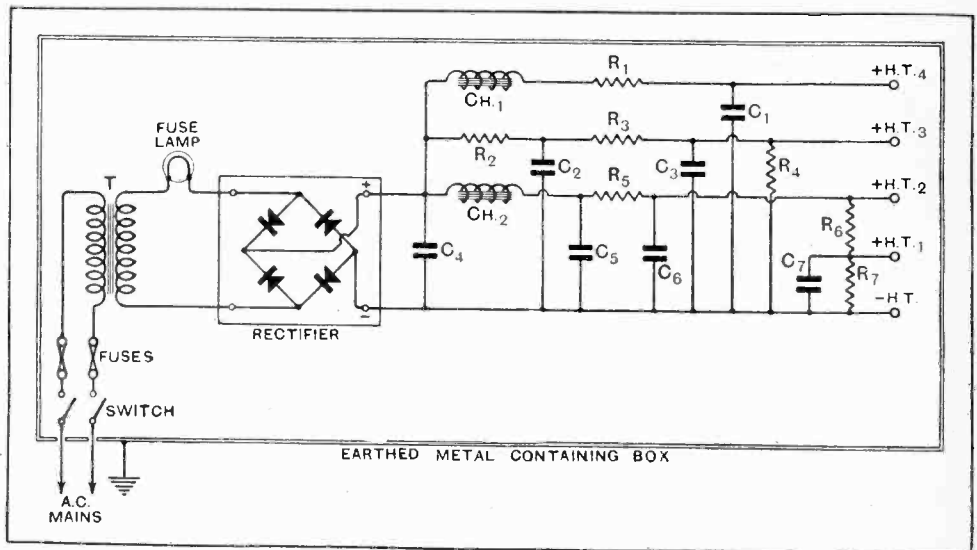 R1
+H.T.4
CH.1
C1
FUSE
LAMP
R2
R3
+H.T.3
T
C2
C3
R4
+
R5
+H.T.2
CH.2
R6
C4
C5
C6
C7
+H.T.1
R7
-
-H.T.
RECTIFIER
FUSES
SWITCH
EARTHED METAL CONTAINING BOX
A.C.
MAINS